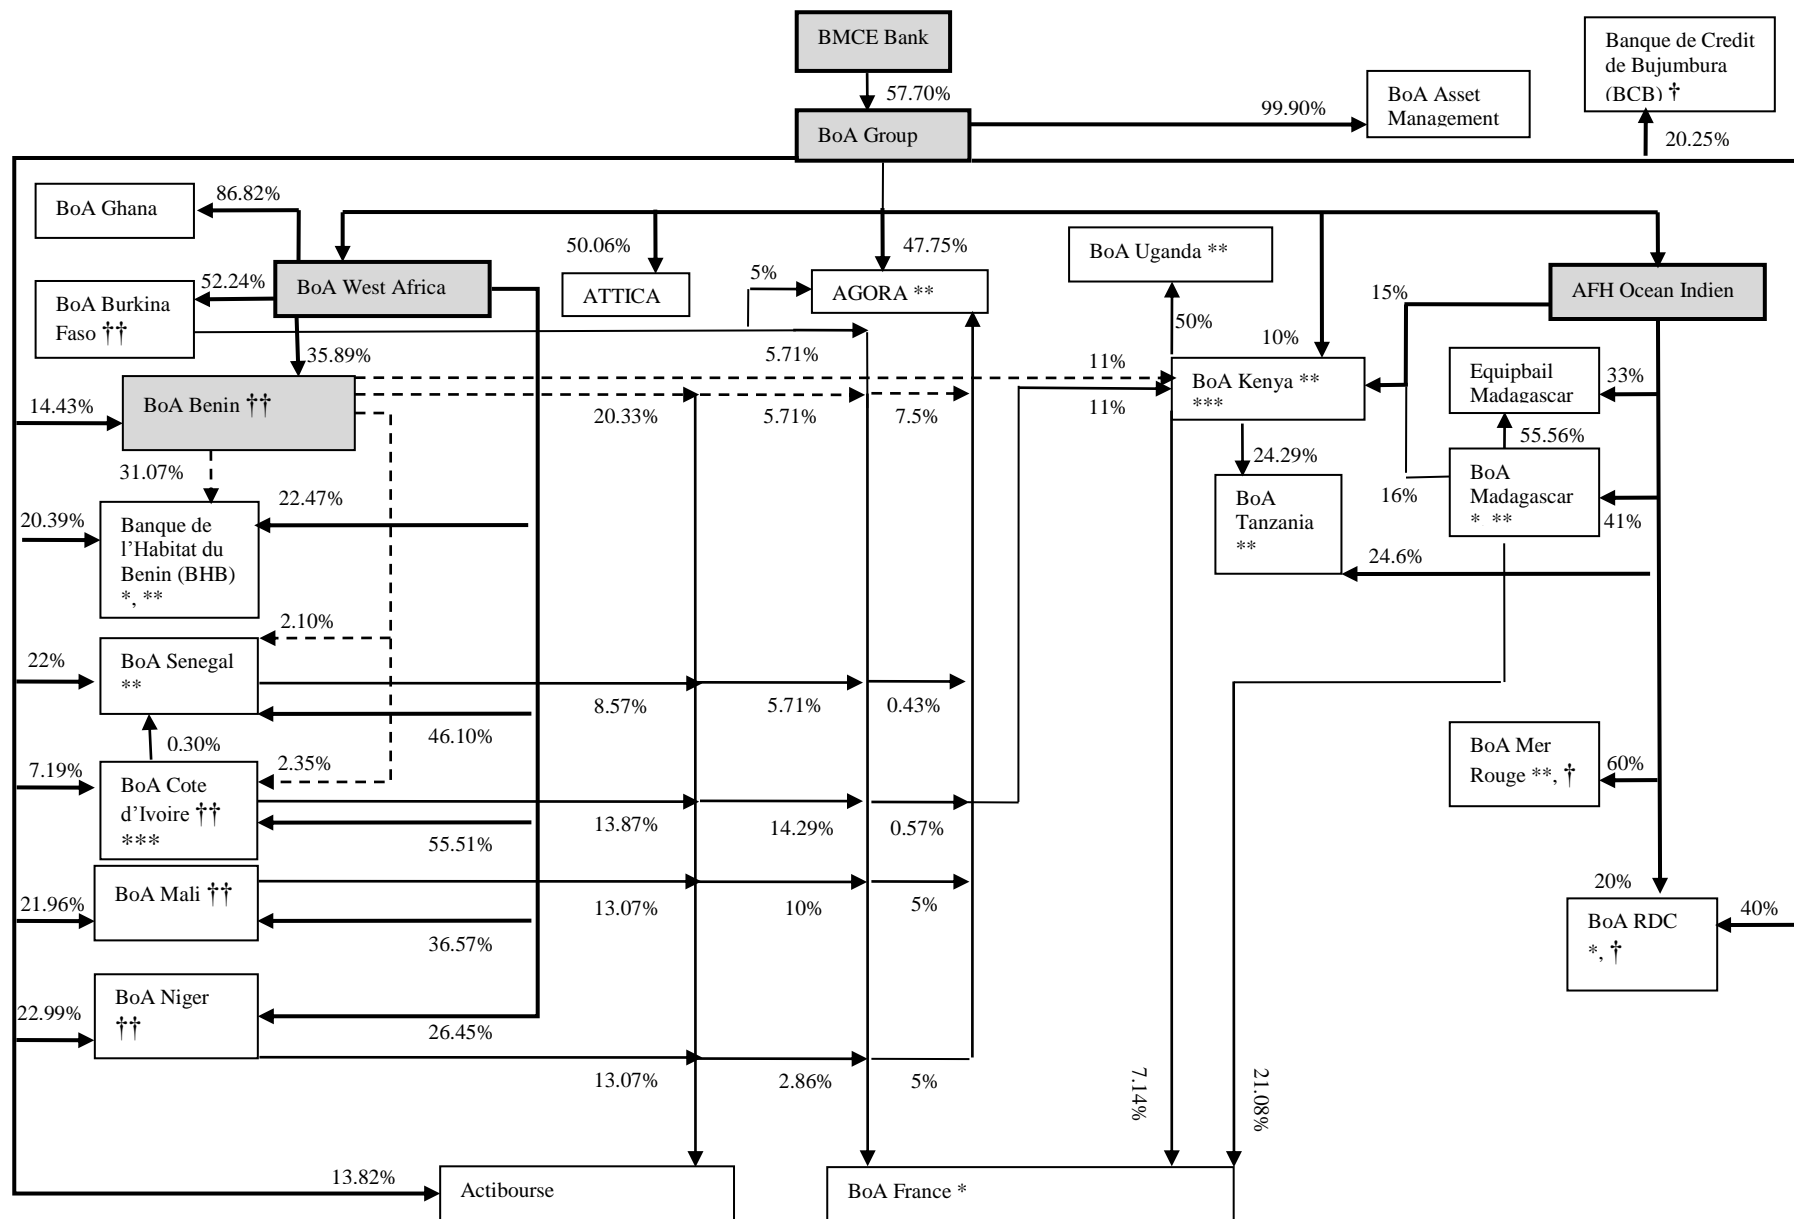 BMCE Bank
Banque de Credit
de Bujumbura
(BCB) †
57.70%
BoA Asset
Management
99.90%
BoA Group
20.25%
BoA Ghana
86.82%
50.06%
47.75%
BoA Uganda **
52.24%
BoA West Africa
5%
BoA Burkina
Faso ††
ATTICA
AGORA **
15%
AFH Ocean Indien
50%
10%
35.89%
5.71%
11%
BoA Kenya **
***
Equipbail
Madagascar
33%
14.43%
BoA Benin ††
20.33%
5.71%
7.5%
11%
55.56%
31.07%
24.29%
16%
BoA
Madagascar
* **
41%
20.39%
22.47%
Banque de
l’Habitat du
Benin (BHB)
*, **
BoA
Tanzania
**
24.6%
2.10%
22%
BoA Senegal
**
8.57%
5.71%
0.43%
46.10%
0.30%
2.35%
7.19%
BoA Cote
d’Ivoire ††
***
13.87%
14.29%
0.57%
55.51%
BoA Mer
Rouge **, †
60%
BoA Mali ††
21.96%
13.07%
10%
5%
36.57%
20%
BoA RDC
*, †
40%
BoA Niger
††
22.99%
26.45%
13.07%
2.86%
5%
7.14%
21.08%
13.82%
Actibourse
BoA France *